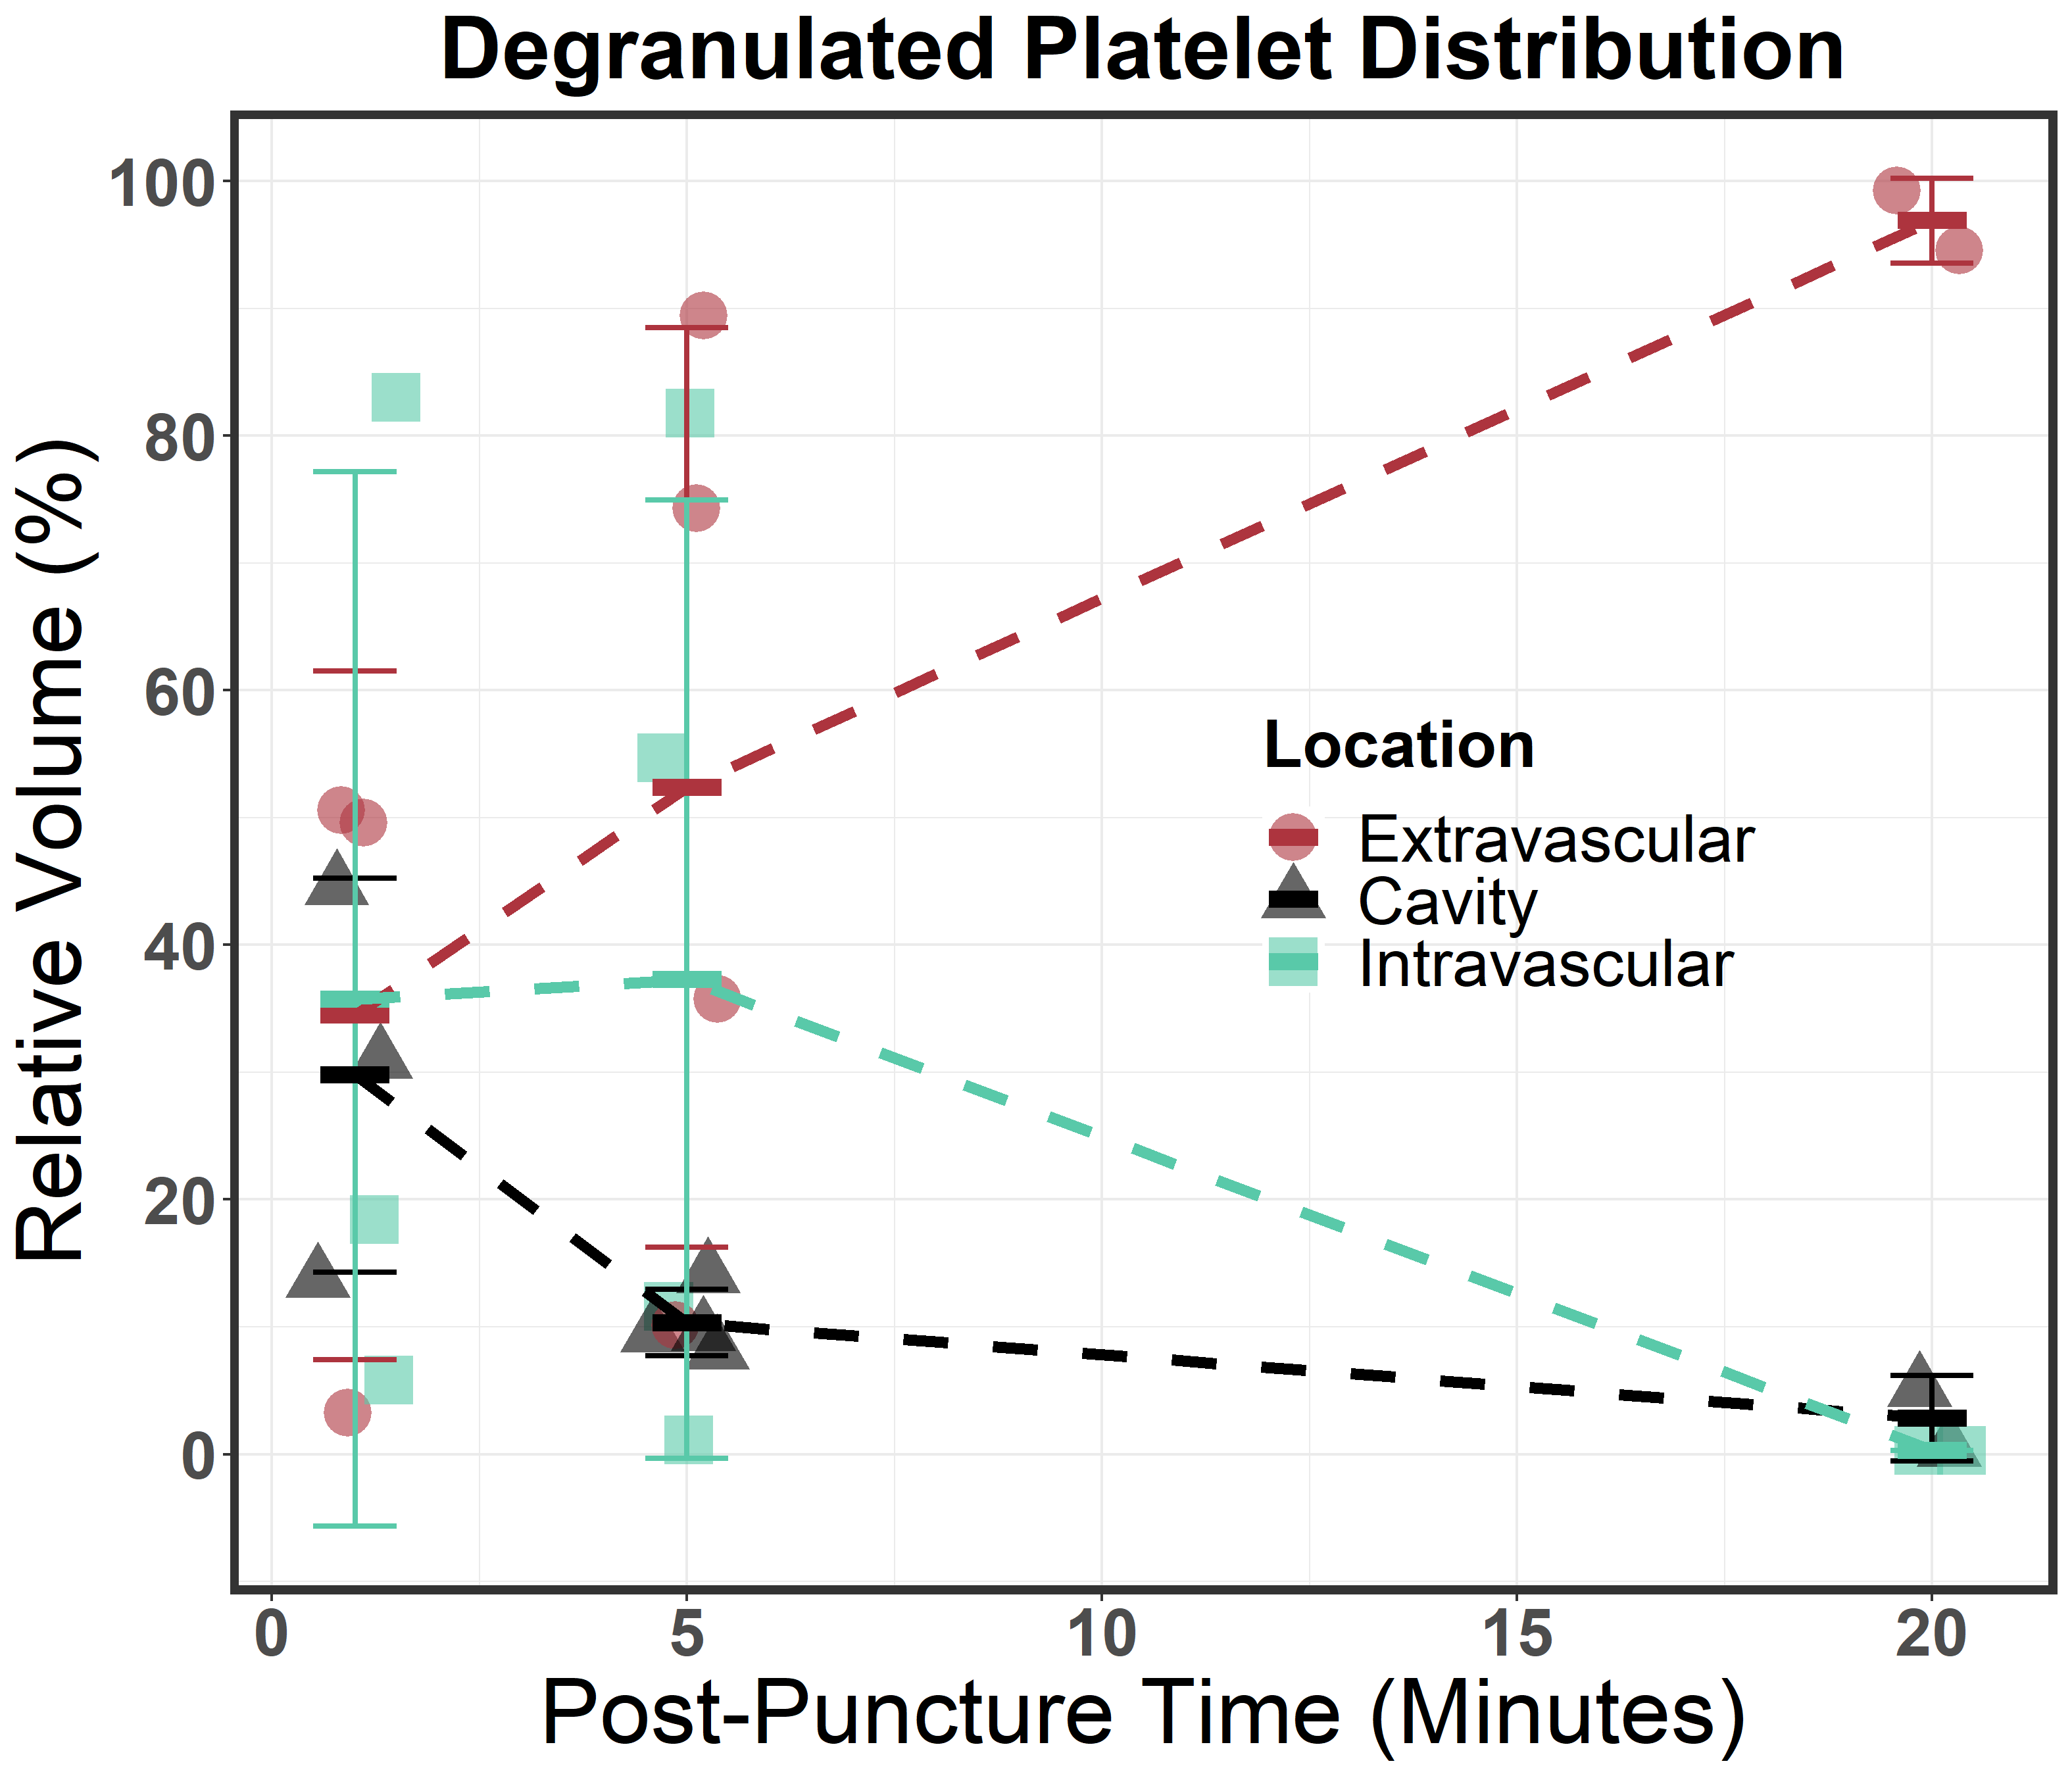 Degranulated Platelet Distribution
Relative Volume (%)
100
80
60
40
20
0
Location
Extravascular
Cavity
Intravascular
0 5 10 15 20
Post-Puncture Time (Minutes)